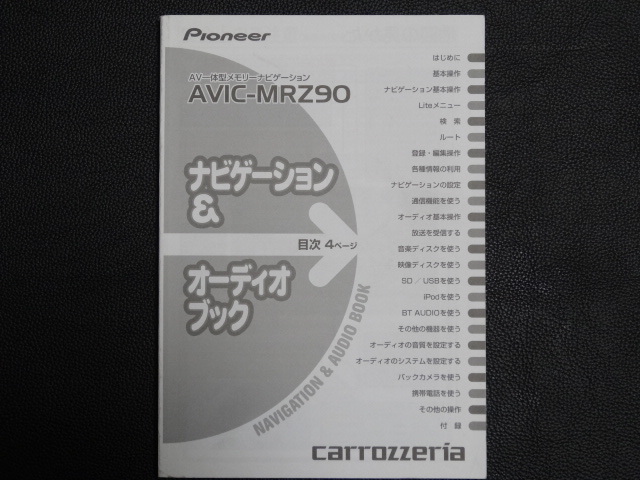 Pioneer
AV一体型メモリーナビゲーション
AVIC-MRZ90
ナビゲーション
&
目次 4ページ
オーディオ
ブック
NAVIGATION & AUDIO BOOK
はじめに
基本操作
ナビゲーション基本操作
Liteメニュー
検 索
ルート
登録・編集操作
各種情報の利用
ナビゲーションの設定
通信機能を使う
オーディオ基本操作
放送を受信する
音楽ディスクを使う
映像ディスクを使う
SD／USBを使う
iPodを使う
BT AUDIOを使う
その他の機器を使う
オーディオの音質を設定する
オーディオのシステムを設定する
バックカメラを使う
携帯電話を使う
その他の操作
付 録
carrozzeria